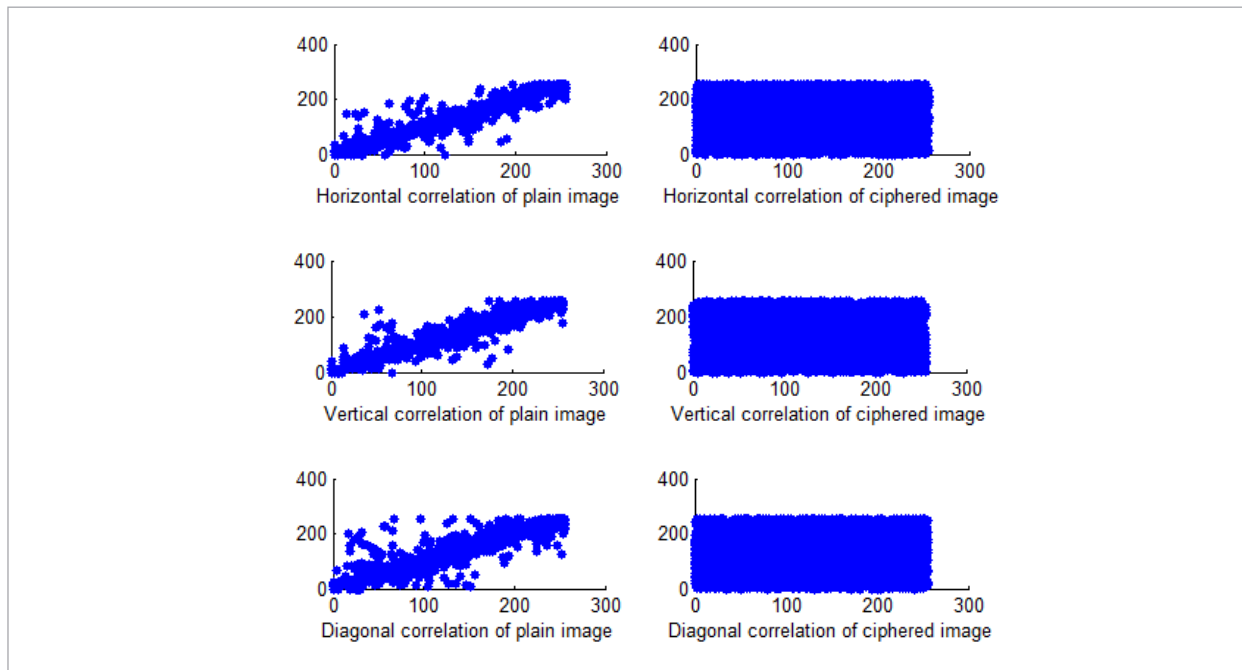 400
200
0
0 100 200 300
Horizontal correlation of plain image
400
200
0
0 100 200 300
Horizontal correlation of ciphered image
400
200
0
0 100 200 300
Vertical correlation of plain image
400
200
0
0 100 200 300
Vertical correlation of ciphered image
400
200
0
0 100 200 300
Diagonal correlation of plain image
400
200
0
0 100 200 300
Diagonal correlation of ciphered image